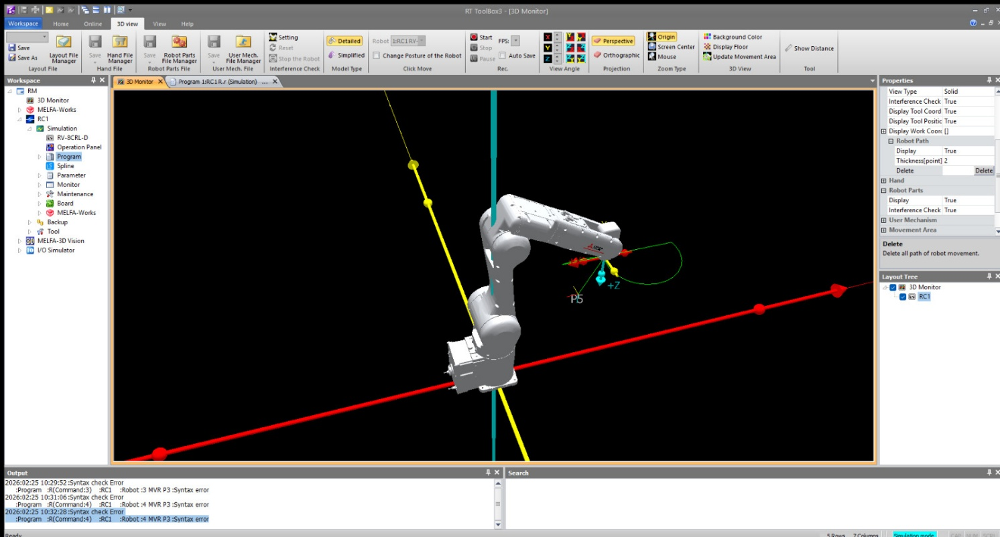 RT ToolBox3 - [3D Monitor]
Workspace Home Online 3D view View Help
Save
Save As
Layout File Manager
Layout File
Save
Hand File Manager
Hand File
Save
Robot Parts File Manager
Robot Parts File
Save
User Mech. File Manager
User Mech. File
Setting
Reset
Stop the Robot
Interference Check
Detailed
Simplified
Model Type
Robot 1:RC1 RV-
Change Posture of the Robot
Click Move
Start FPS:
Stop
Pause Auto Save
Rec.
X
Y
Z
View Angle
Perspective
Orthographic
Projection
Origin
Screen Center
Mouse
Zoom Type
Background Color
Display Floor
Update Movement Area
3D View
Show Distance
Tool
Workspace
RM
3D Monitor
MELFA-Works
RC1
Simulation
RV-8CRL-D
Operation Panel
Program
Spline
Parameter
Monitor
Maintenance
Board
MELFA-Works
Backup
Tool
MELFA-3D Vision
I/O Simulator
3D Monitor
Program 1:RC1 R.r (Simulation) ...
+Z
P5
Properties
View Type Solid
Interference Check True
Display Tool Coord True
Display Tool Positic True
Display Work Coorc []
Robot Path
Display True
Thickness[point] 2
Delete Delete
Hand
Robot Parts
Display True
Interference Check True
User Mechanism
Movement Area
Delete
Delete all path of robot movement.
Layout Tree
3D Monitor
RC1
Output
2026:02:25 10:29:52 :Syntax check Error
:Program :R(Command:3) :RC1 :Robot :3 MVR P3 :Syntax error
2026:02:25 10:31:06 :Syntax check Error
:Program :R(Command:4) :RC1 :Robot :4 MVR P3 :Syntax error
2026:02:25 10:32:28 :Syntax check Error
:Program :R(Command:4) :RC1 :Robot :4 MVR P3 :Syntax error
Search
Ready
5 Rows 7 Columns Simulation mode CAP NUM SCRL